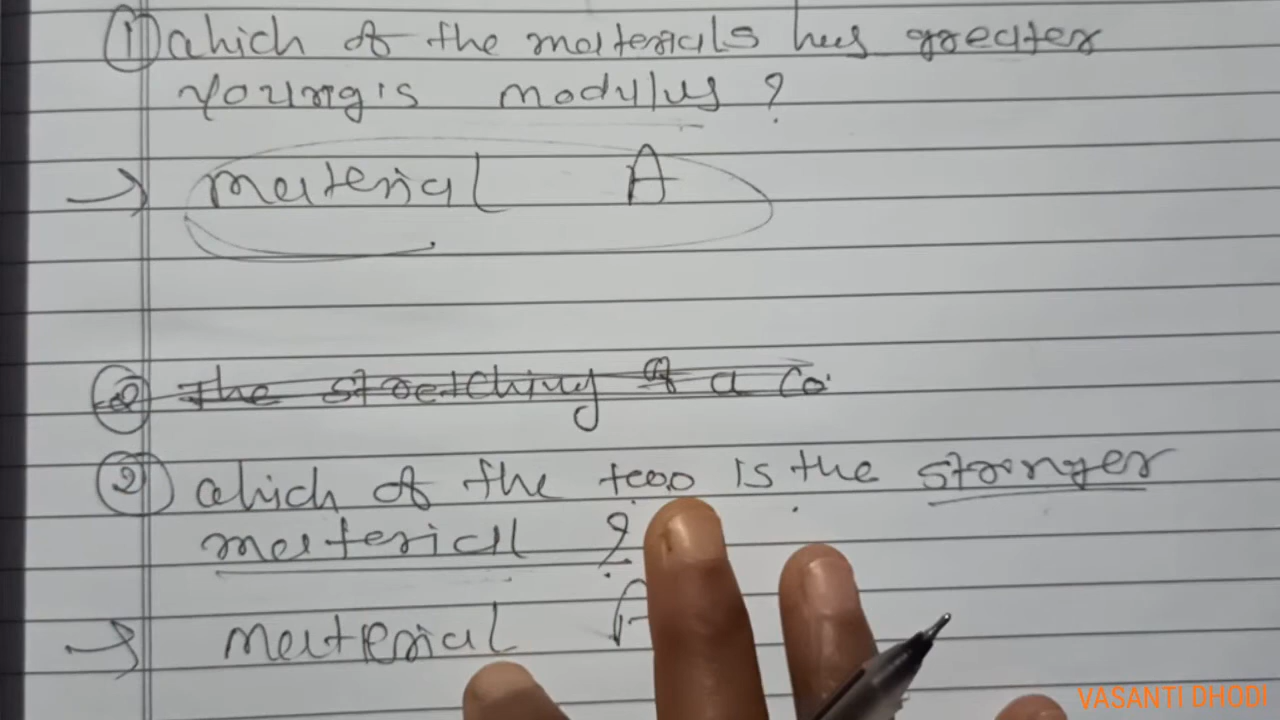 ① which of the materials has greater
young's modulus ?
→ material A
② The stretching of a co
② which of the two is the stronger
material ?
→ material A
VASANTI DHODI